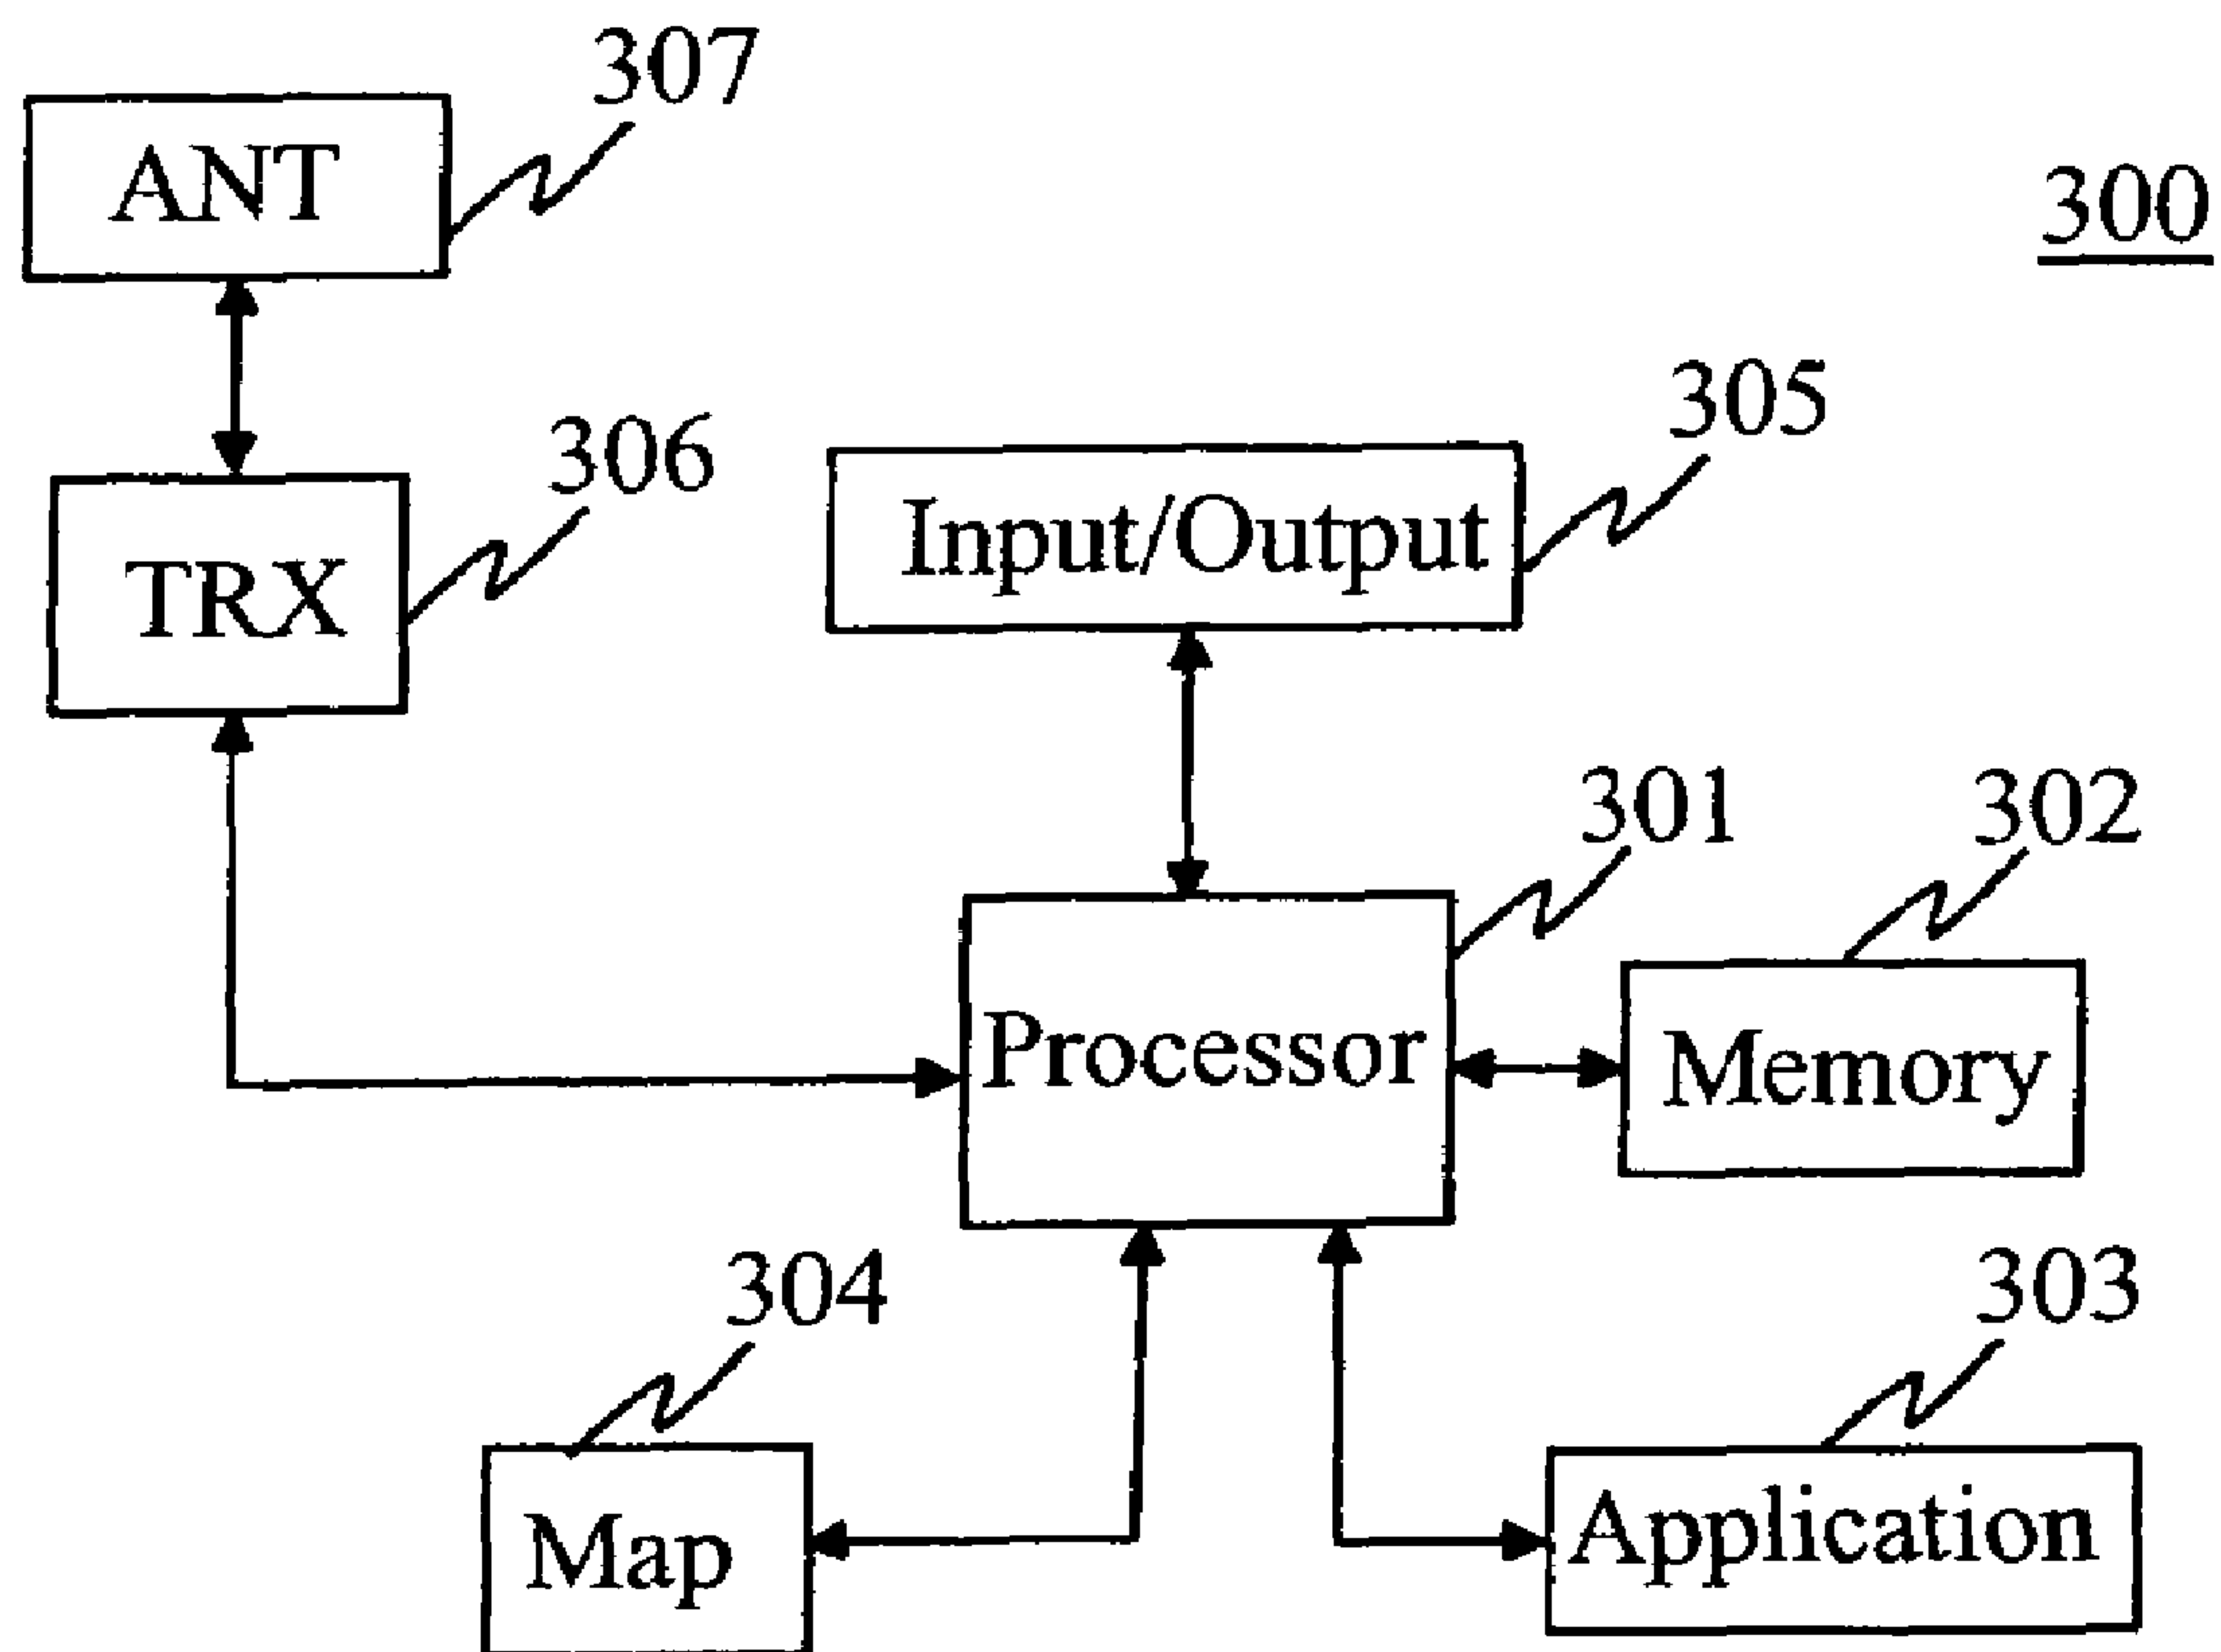 307
ANT
300
305
306
Input/Output
TRX
301
302
Processor
Memory
304
303
Map
Application